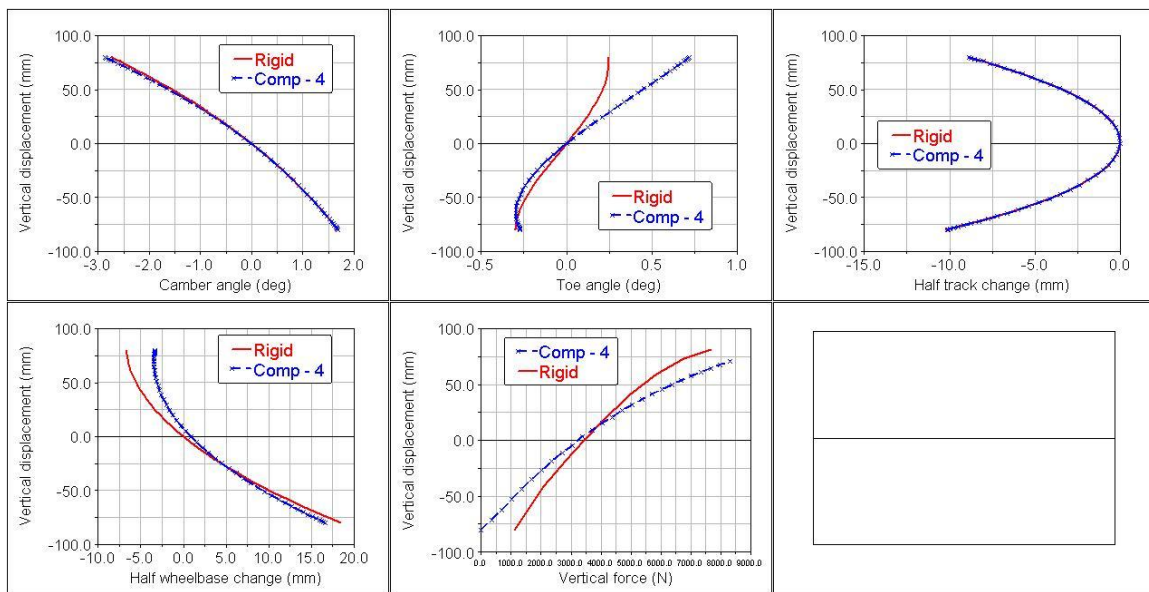 100.0
50.0
0.0
-50.0
-100.0
Vertical displacement (mm)
Rigid
Comp - 4
-3.0 -2.0 -1.0 0.0 1.0 2.0
Camber angle (deg)
100.0
50.0
0.0
-50.0
-100.0
Vertical displacement (mm)
Rigid
Comp - 4
-0.5 0.0 0.5 1.0
Toe angle (deg)
100.0
50.0
0.0
-50.0
-100.0
Vertical displacement (mm)
Rigid
Comp - 4
-15.0 -10.0 -5.0 0.0
Half track change (mm)
100.0
50.0
0.0
-50.0
-100.0
Vertical displacement (mm)
Rigid
Comp - 4
-10.0 -5.0 0.0 5.0 10.0 15.0 20.0
Half wheelbase change (mm)
100.0
50.0
0.0
-50.0
-100.0
Vertical displacement (mm)
Comp - 4
Rigid
0.0 1000.0 2000.0 3000.0 4000.0 5000.0 6000.0 7000.0 8000.0 9000.0
Vertical force (N)